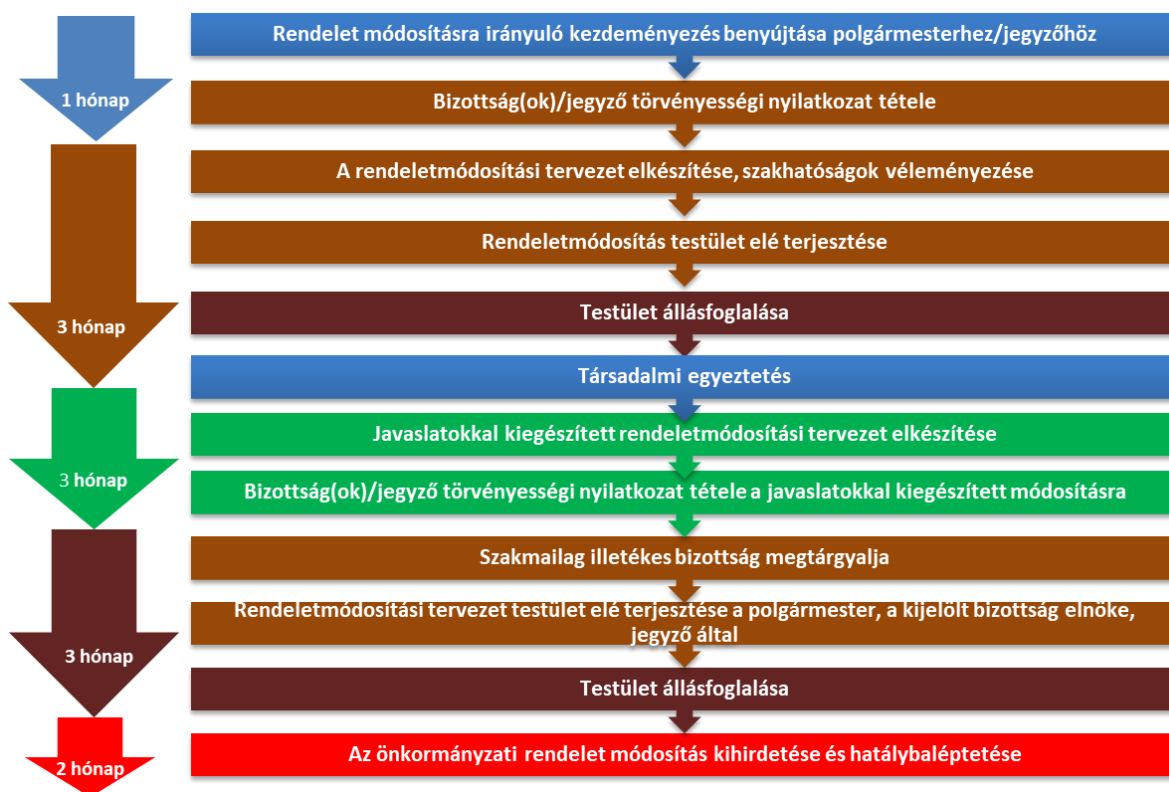 Rendelet módosításra irányuló kezdeményezés benyújtása polgármesterhez/jegyzőhöz
1 hónap
Bizottság(ok)/jegyző törvényességi nyilatkozat tétele
A rendeletmódosítási tervezet elkészítése, szakhatóságok véleményezése
Rendeletmódosítás testület elé terjesztése
Testület állásfoglalása
3 hónap
Társadalmi egyeztetés
Javaslatokkal kiegészített rendeletmódosítási tervezet elkészítése
3 hónap
Bizottság(ok)/jegyző törvényességi nyilatkozat tétele a javaslatokkal kiegészített módosításra
Szakmailag illetékes bizottság megtárgyalja
Rendeletmódosítási tervezet testület elé terjesztése a polgármester, a kijelölt bizottság elnöke,
jegyző által
3 hónap
Testület állásfoglalása
Az önkormányzati rendelet módosítás kihirdetése és hatálybaléptetése
2 hónap